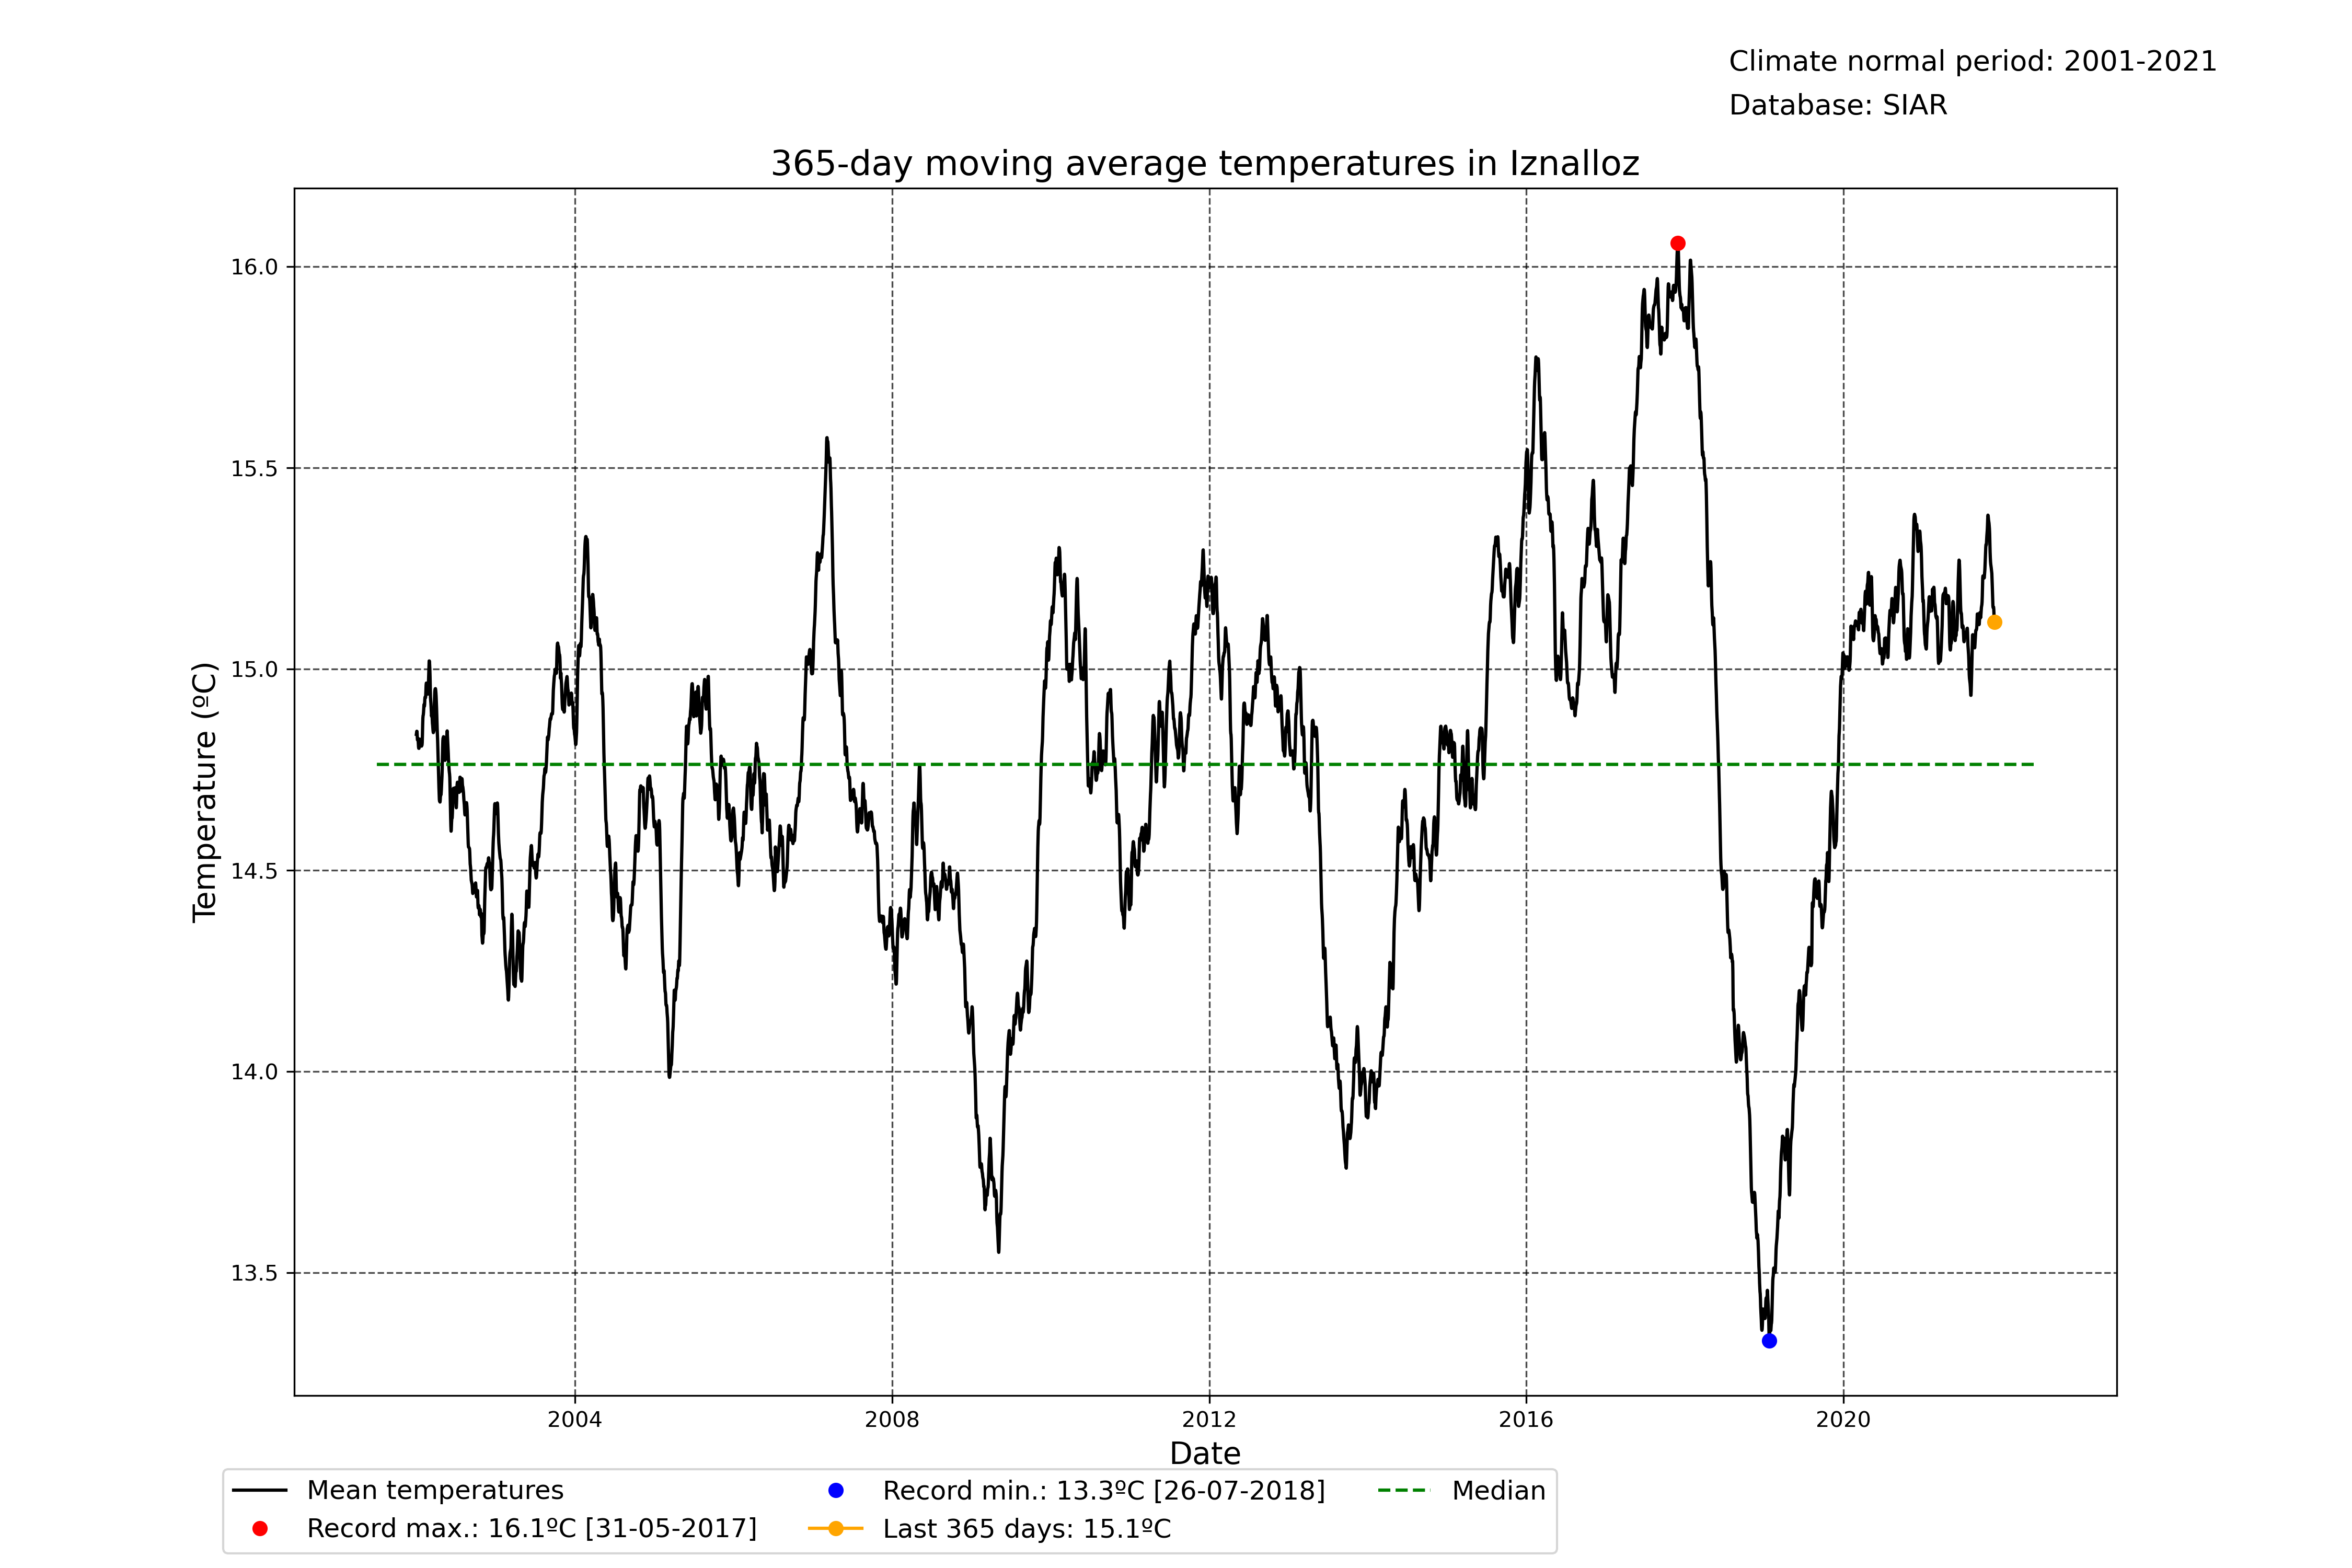 Climate normal period: 2001-2021
Database: SIAR
365-day moving average temperatures in Iznalloz
Temperature (ºC)
16.0
15.5
15.0
14.5
14.0
13.5
2004 2008 2012 2016 2020
Date
Mean temperatures
Record max.: 16.1ºC [31-05-2017]
Record min.: 13.3ºC [26-07-2018]
Last 365 days: 15.1ºC
Median